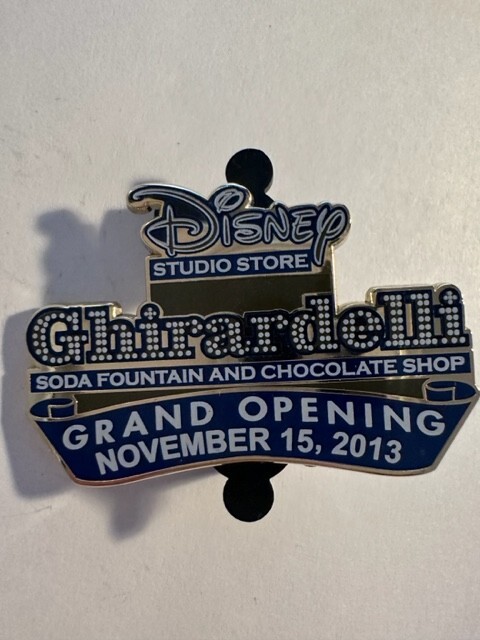 Disney
STUDIO STORE
Ghirardelli
SODA FOUNTAIN AND CHOCOLATE SHOP
GRAND OPENING
NOVEMBER 15, 2013